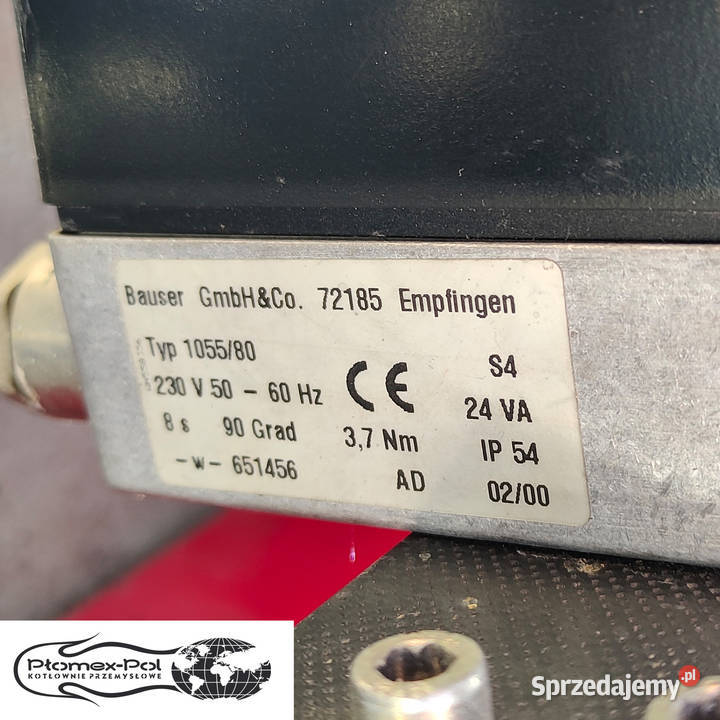 Bauser GmbH&Co. 72185 Empfingen
Typ 1055/80 S4
230 V 50 – 60 Hz CE 24 VA
8 s 90 Grad 3,7 Nm IP 54
-w- 651456 AD 02/00
Płomex-Pol
KOTŁOWNIE PRZEMYSŁOWE
Sprzedajemy.pl